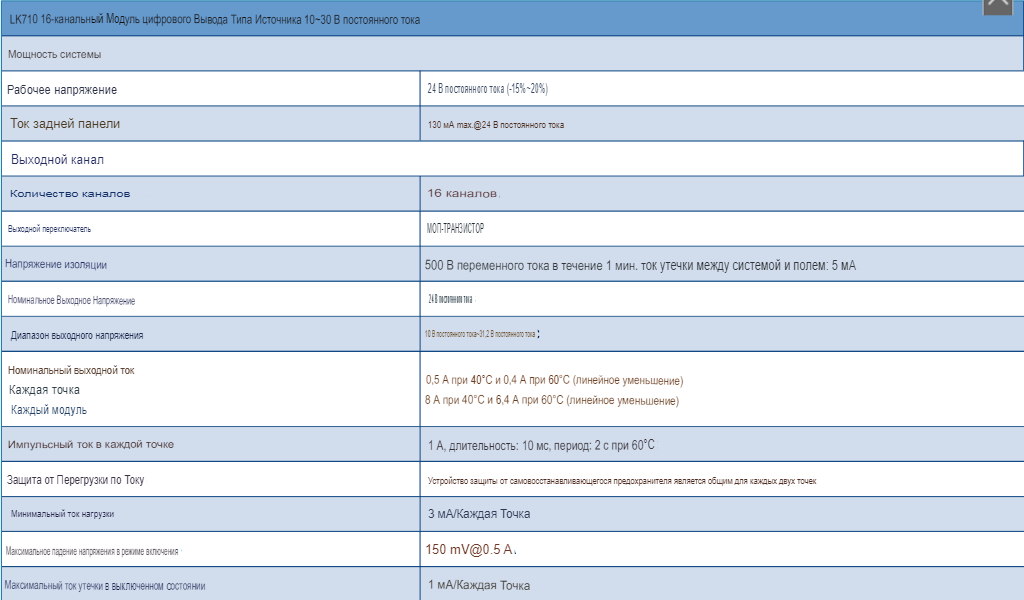 LK710 16-канальный Модуль цифрового Вывода Типа Источника 10~30 В постоянного тока
Мощность системы
Рабочее напряжение 24 В постоянного тока (-15%~20%)
Ток задней панели 130 мА max.@24 В постоянного тока
Выходной канал
Количество каналов 16 каналов.
Выходной переключатель МОП-ТРАНЗИСТОР
Напряжение изоляции 500 В переменного тока в течение 1 мин. ток утечки между системой и полем: 5 мА
Номинальное Выходное Напряжение 24 В постоянного тока
Диапазон выходного напряжения 10 В постоянного тока~31.2 В постоянного тока ;
Номинальный выходной ток
Каждая точка 0,5 А при 40°C и 0,4 А при 60°C (линейное уменьшение)
Каждый модуль 8 А при 40°C и 6,4 А при 60°C (линейное уменьшение)
Импульсный ток в каждой точке 1 А, длительность: 10 мс, период: 2 с при 60°C
Защита от Перегрузки по Току Устройство защиты от самовосстанавливающегося предохранителя является общим для каждых двух точек
Минимальный ток нагрузки 3 мА/Каждая Точка
Максимальное падение напряжения в режиме включения 150 mV@0.5 A、
Максимальный ток утечки в выключенном состоянии 1 мА/Каждая Точка